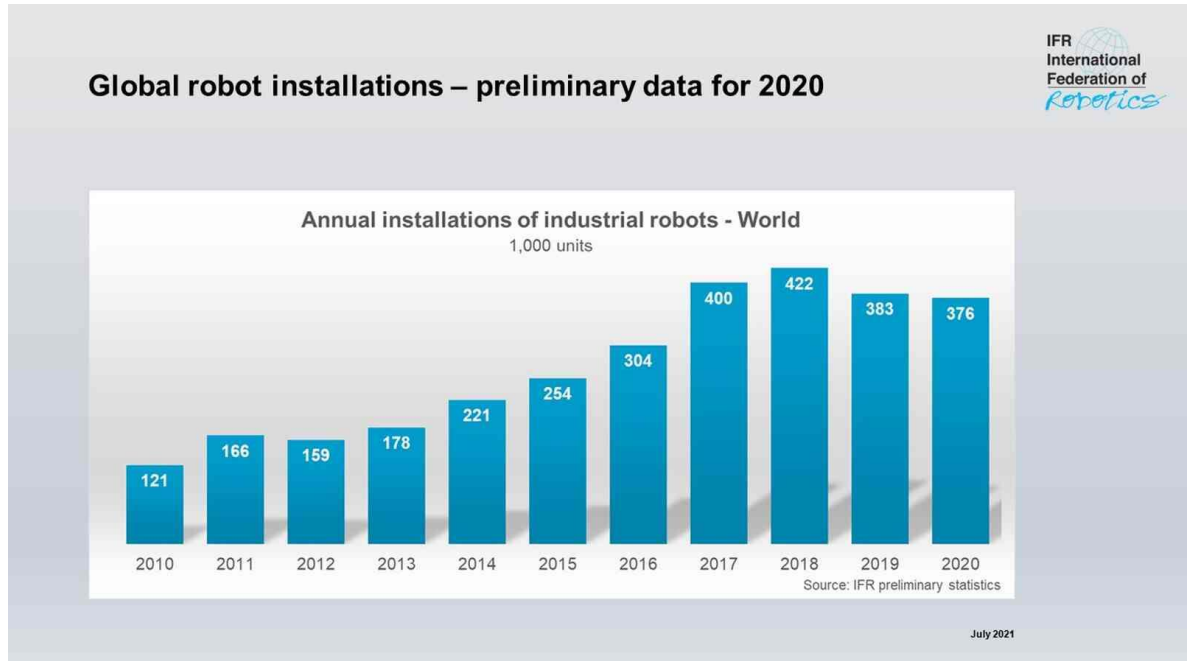 Global robot installations – preliminary data for 2020
IFR
International
Federation of
Robotics
Annual installations of industrial robots - World
1,000 units
121
166
159
178
221
254
304
400
422
383
376
2010
2011
2012
2013
2014
2015
2016
2017
2018
2019
2020
Source: IFR preliminary statistics
July 2021